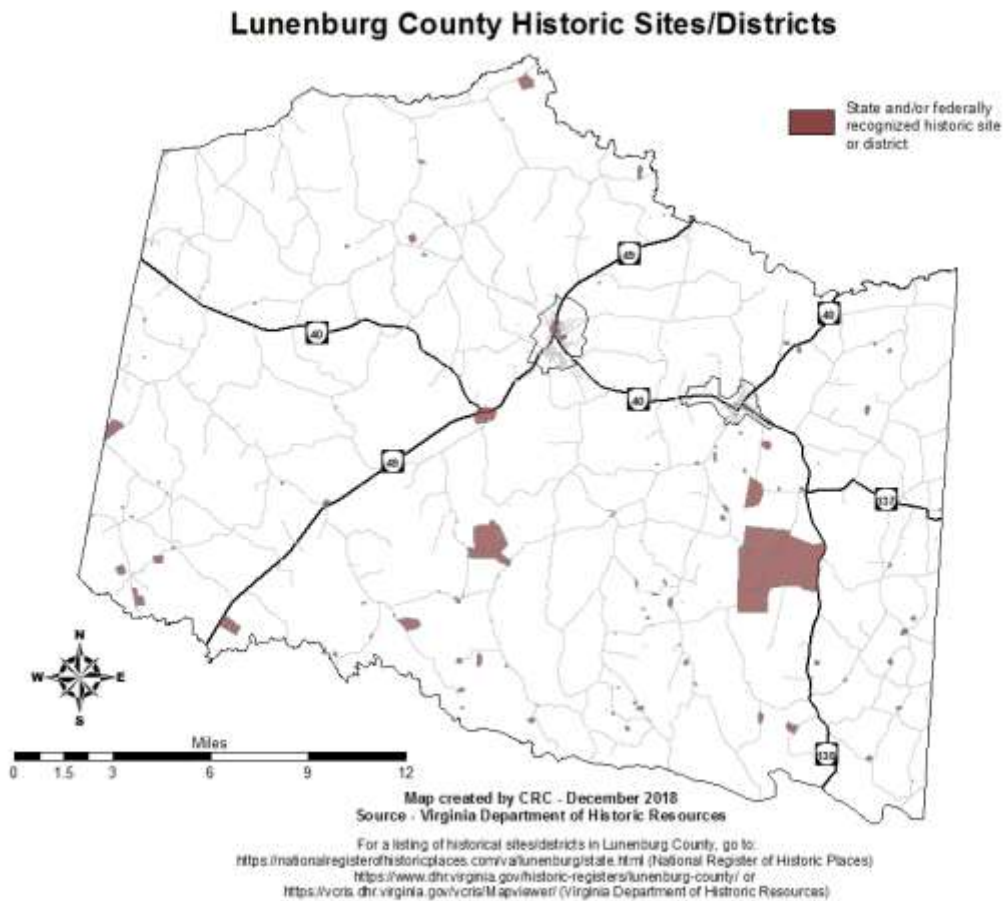 Lunenburg County Historic Sites/Districts
State and/or federally
recognized historic site
or district
49
40
40
40
49
137
138
N
W E
S
Miles
0 1.5 3 6 9 12
Map created by CRC - December 2018
Source - Virginia Department of Historic Resources
For a listing of historical sites/districts in Lunenburg County, go to:
https://nationalregisterofhistoricplaces.com/va/lunenburg/state.html (National Register of Historic Places)
https://www.dhr.virginia.gov/historic-registers/lunenburg-county/ or
https://vcris.dhr.virginia.gov/vcris/Mapviewer/ (Virginia Department of Histroric Resources)